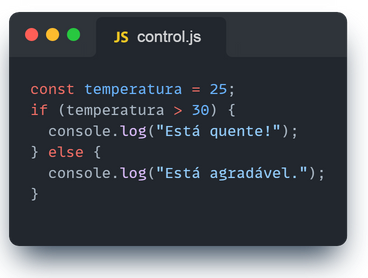 JS control.js
const temperatura = 25;
if (temperatura > 30) {
  console.log("Está quente!");
} else {
  console.log("Está agradável.");
}